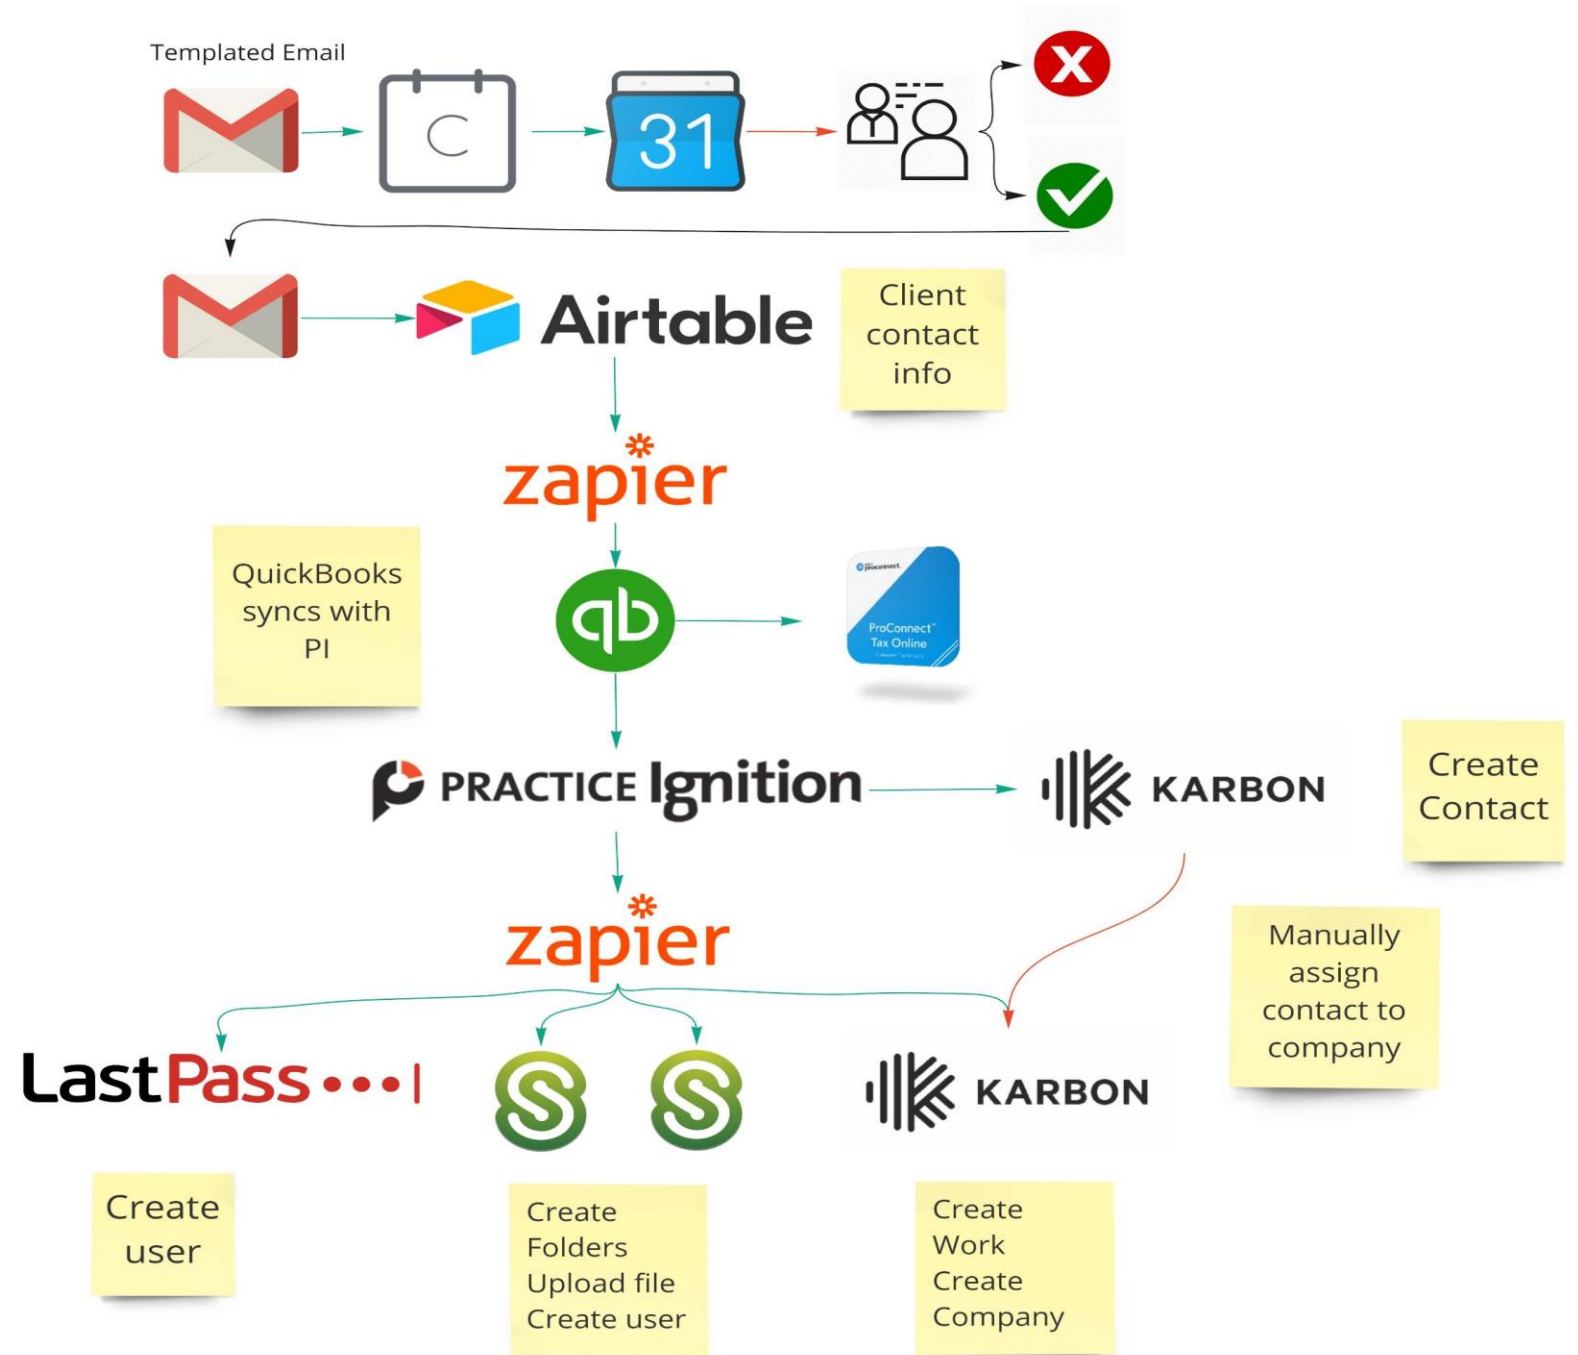 Templated Email
C
31
Airtable
Client
contact
info
zapier
QuickBooks
syncs with
PI
qb
proconnect.
ProConnect™
Tax Online
PRACTICE Ignition
KARBON
Create
Contact
zapier
Manually
assign
contact to
company
LastPass
S
S
KARBON
Create
user
Create
Folders
Upload file
Create user
Create
Work
Create
Company